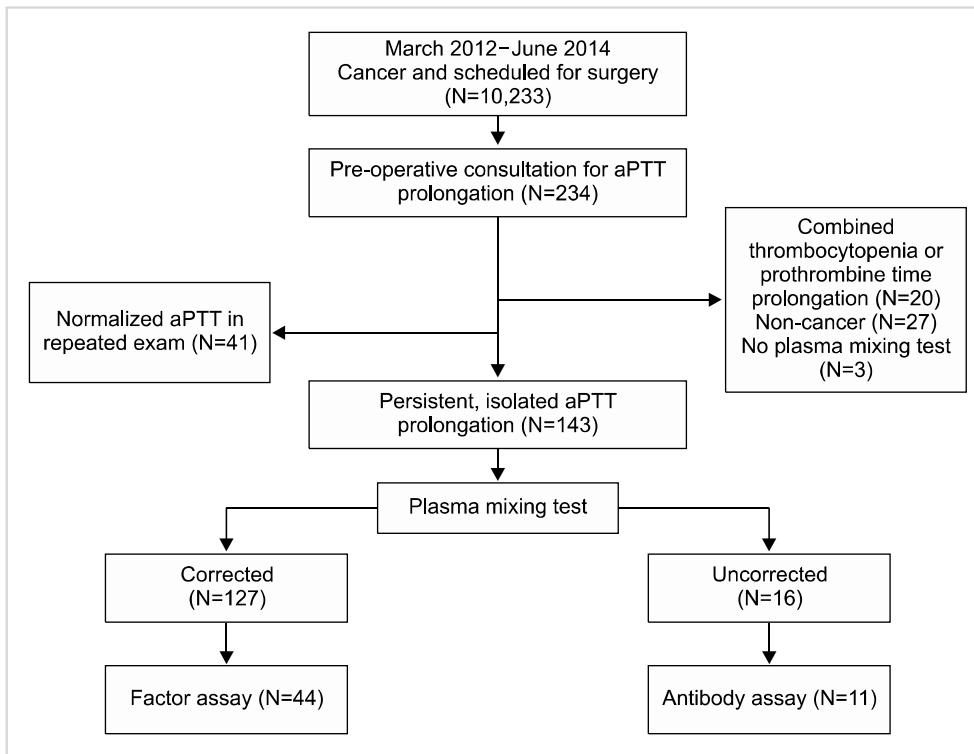 March 2012−June 2014
Cancer and scheduled for surgery
(N=10,233)
Pre-operative consultation for aPTT
prolongation (N=234)
Combined
thrombocytopenia or
prothrombine time
prolongation (N=20)
Non-cancer (N=27)
No plasma mixing test
(N=3)
Normalized aPTT in
repeated exam (N=41)
Persistent, isolated aPTT
prolongation (N=143)
Plasma mixing test
Corrected
(N=127)
Uncorrected
(N=16)
Factor assay (N=44)
Antibody assay (N=11)